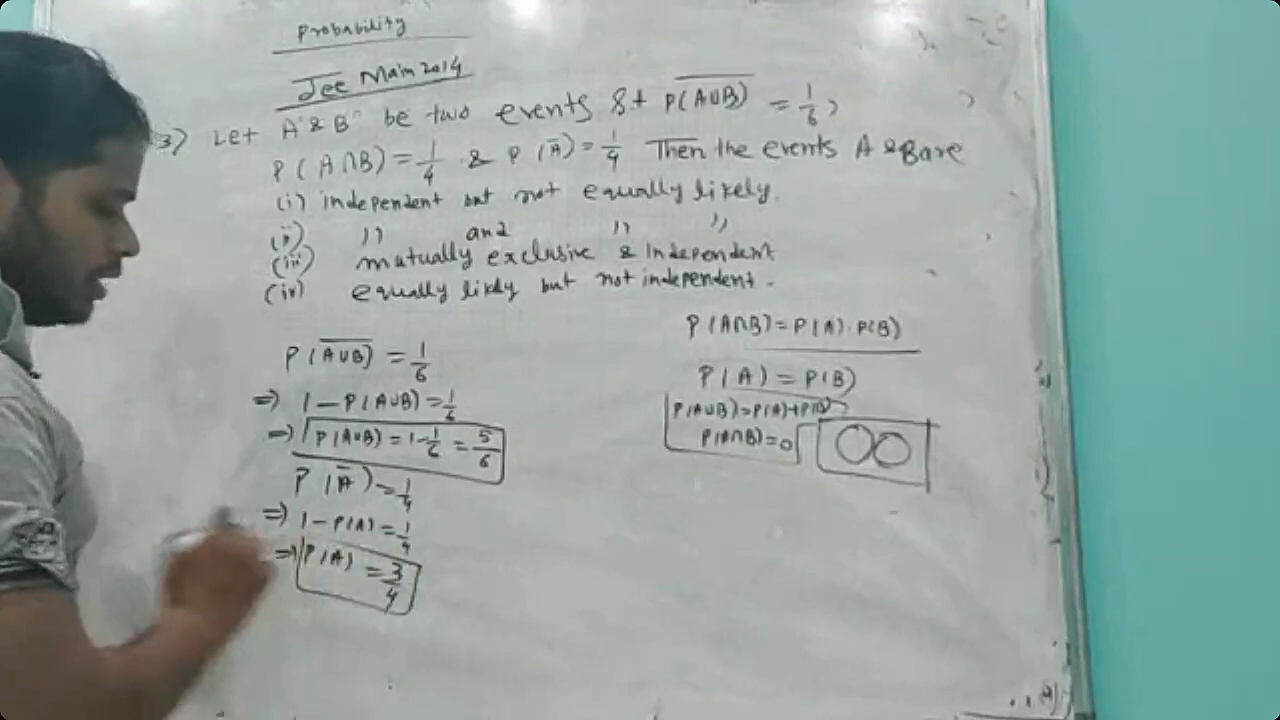 Probability
Jee Main 2014
3) Let A & B be two events st P(A̅∪̅B̅) = 1/6,
P(A∩B) = 1/4 & P(A̅) = 1/4 Then the events A & B are
(i) independent but not equally likely.
(ii) ,, and ,, ,,
(iii) mutually exclusive & independent
(iv) equally likely but not independent.
P(A̅∪̅B̅) = 1/6
⇒ 1 - P(A∪B) = 1/6
⇒ P(A∪B) = 1 - 1/6 = 5/6
P(A̅) = 1/4
⇒ 1 - P(A) = 1/4
⇒ P(A) = 3/4
P(A∩B) = P(A) · P(B)
P(A) = P(B)
P(A∪B) = P(A) + P(B)
P(A∩B) = 0